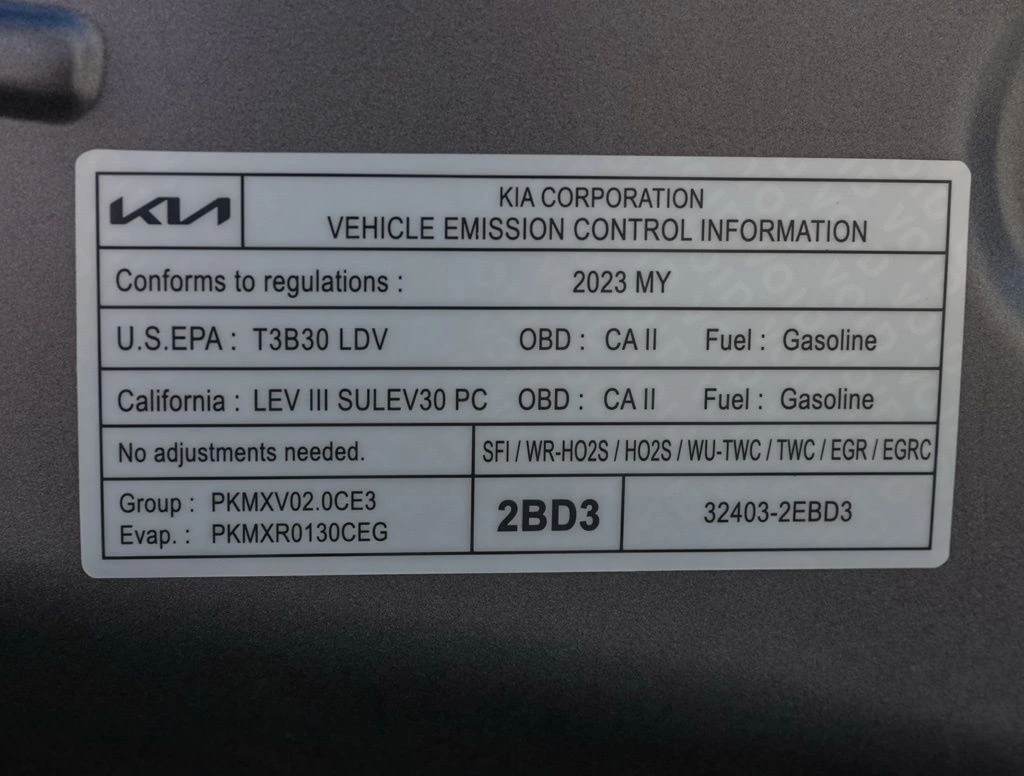 KIA
KIA CORPORATION
VEHICLE EMISSION CONTROL INFORMATION
Conforms to regulations : 2023 MY
U.S.EPA : T3B30 LDV OBD : CA II Fuel : Gasoline
California : LEV III SULEV30 PC OBD : CA II Fuel : Gasoline
No adjustments needed. SFI / WR-HO2S / HO2S / WU-TWC / TWC / EGR / EGRC
Group : PKMXV02.0CE3
Evap. : PKMXR0130CEG
2BD3
32403-2EBD3